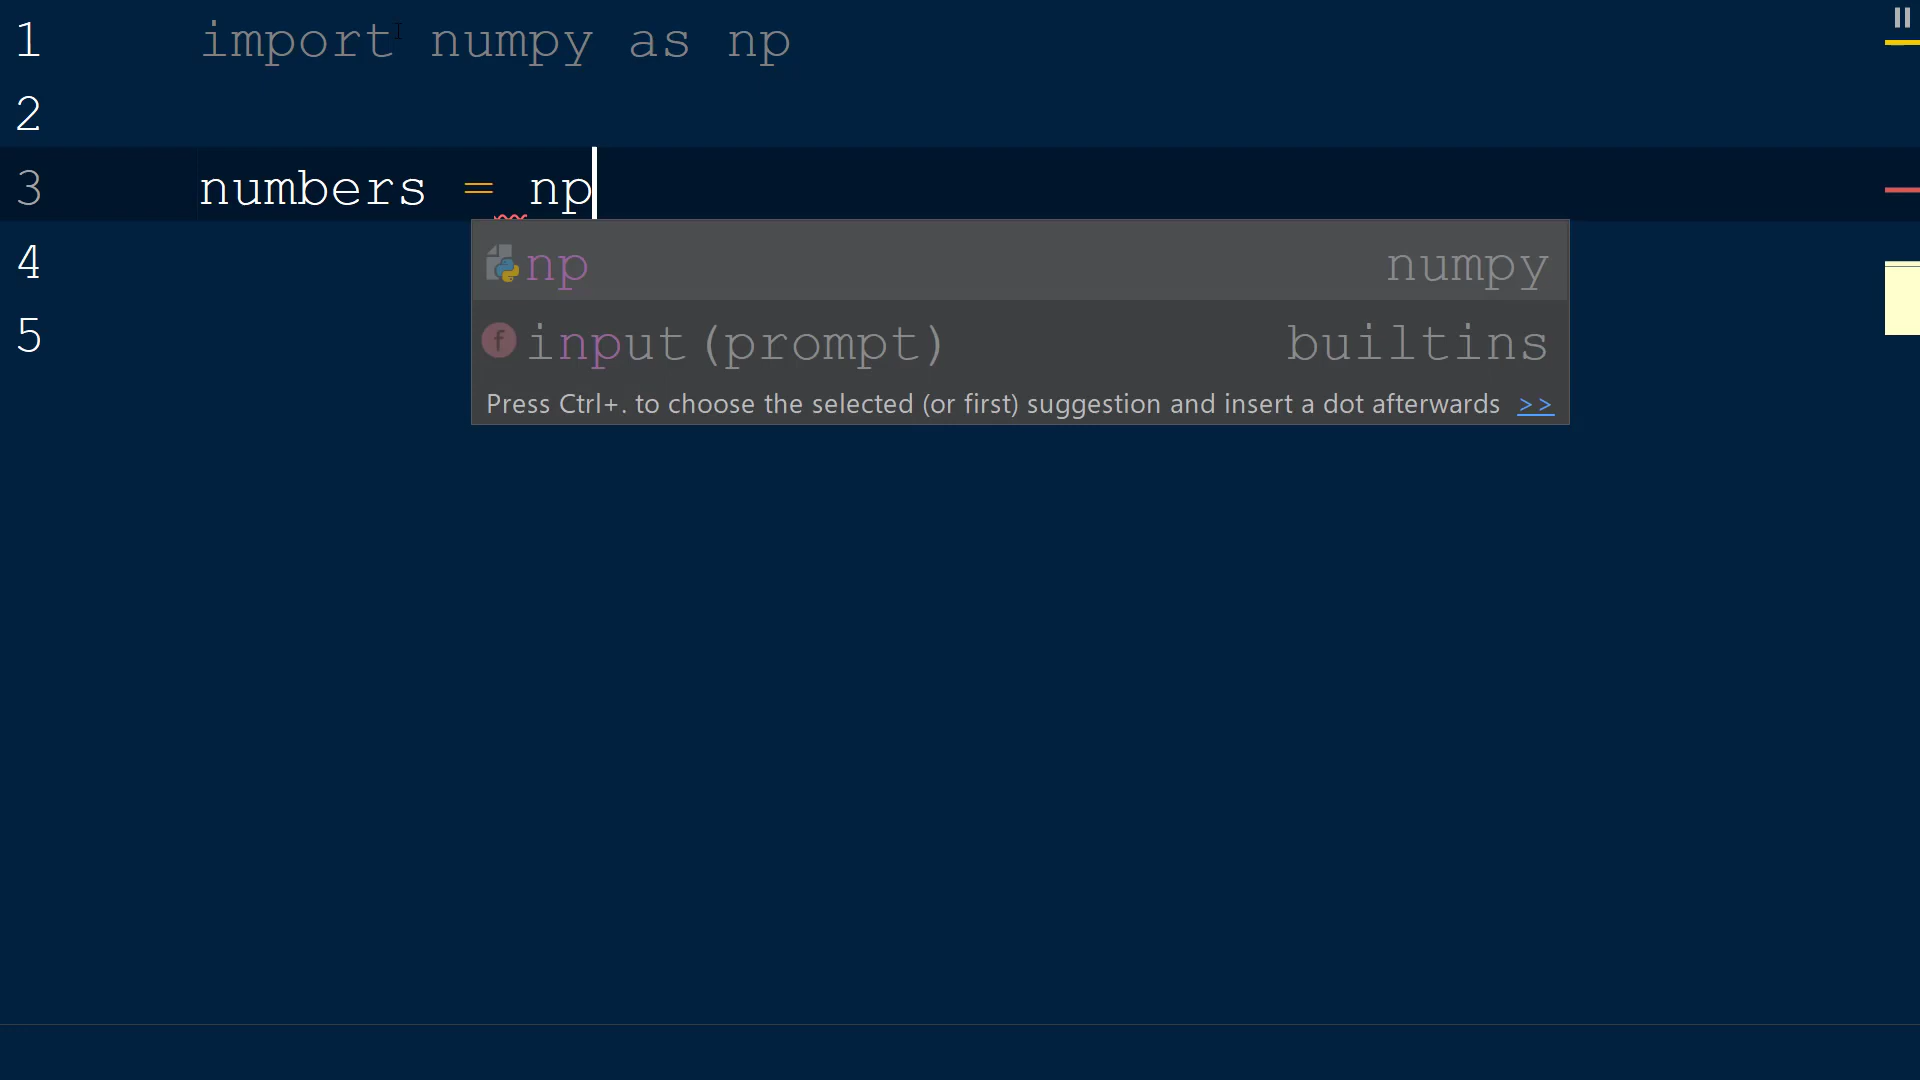 1 import numpy as np
2
3 numbers = np
np numpy
4
f input(prompt) builtins
5
Press Ctrl+. to choose the selected (or first) suggestion and insert a dot afterwards >>